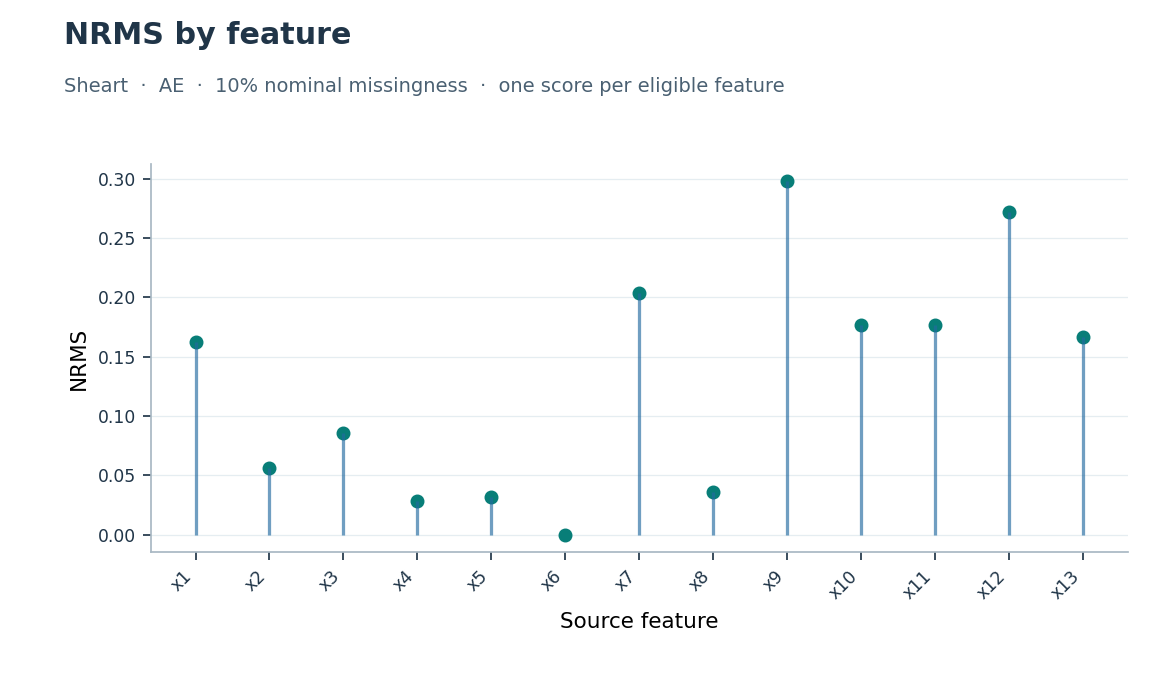 NRMS by feature
Sheart · AE · 10% nominal missingness · one score per eligible feature
0.30
0.25
0.20
0.15
0.10
0.05
0.00
NRMS
x1 x2 x3 x4 x5 x6 x7 x8 x9 x10 x11 x12 x13
Source feature